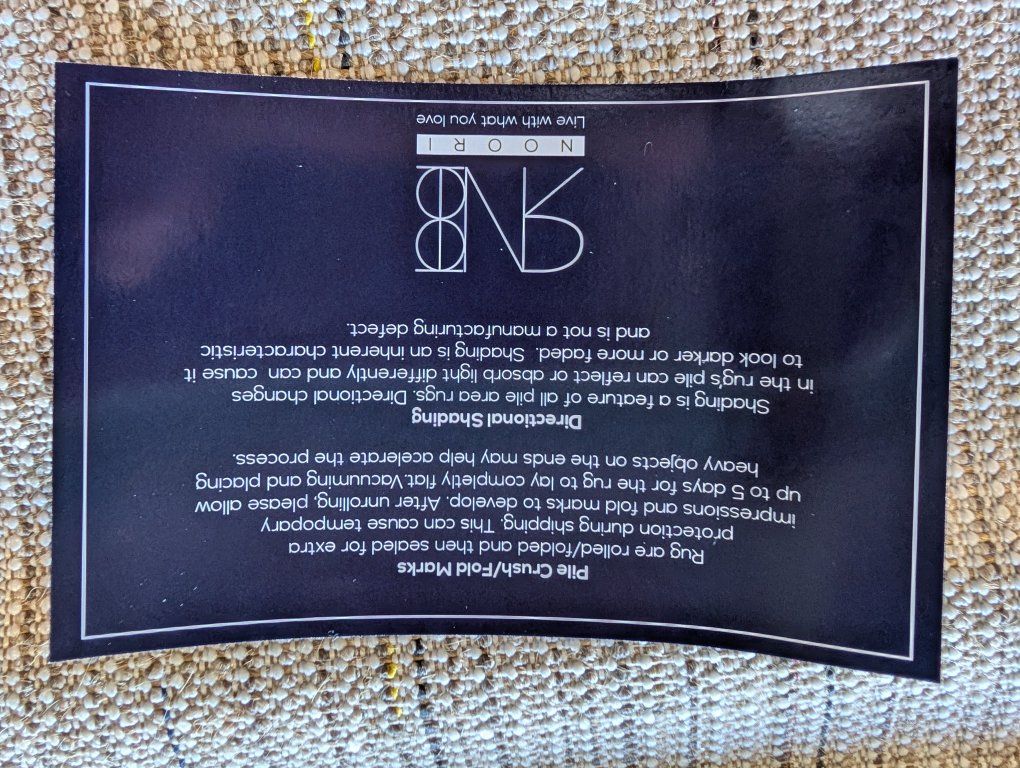 Pile Crush/Fold Marks
Rug are rolled/folded and then sealed for extra
protection during shipping. This can cause tempopary
impressions and fold marks to develop. After unrolling, please allow
up to 5 days for the rug to lay completly flat.Vacuuming and placing
heavy objects on the ends may help acelerate the process.
Directional Shading
Shading is a feature of all pile area rugs. Directional changes
in the rug's pile can reflect or absorb light differently and can cause it
to look darker or more faded. Shading is an inherent characteristic
and is not a manufacturing defect.
NR
NOORI
Live with what you love